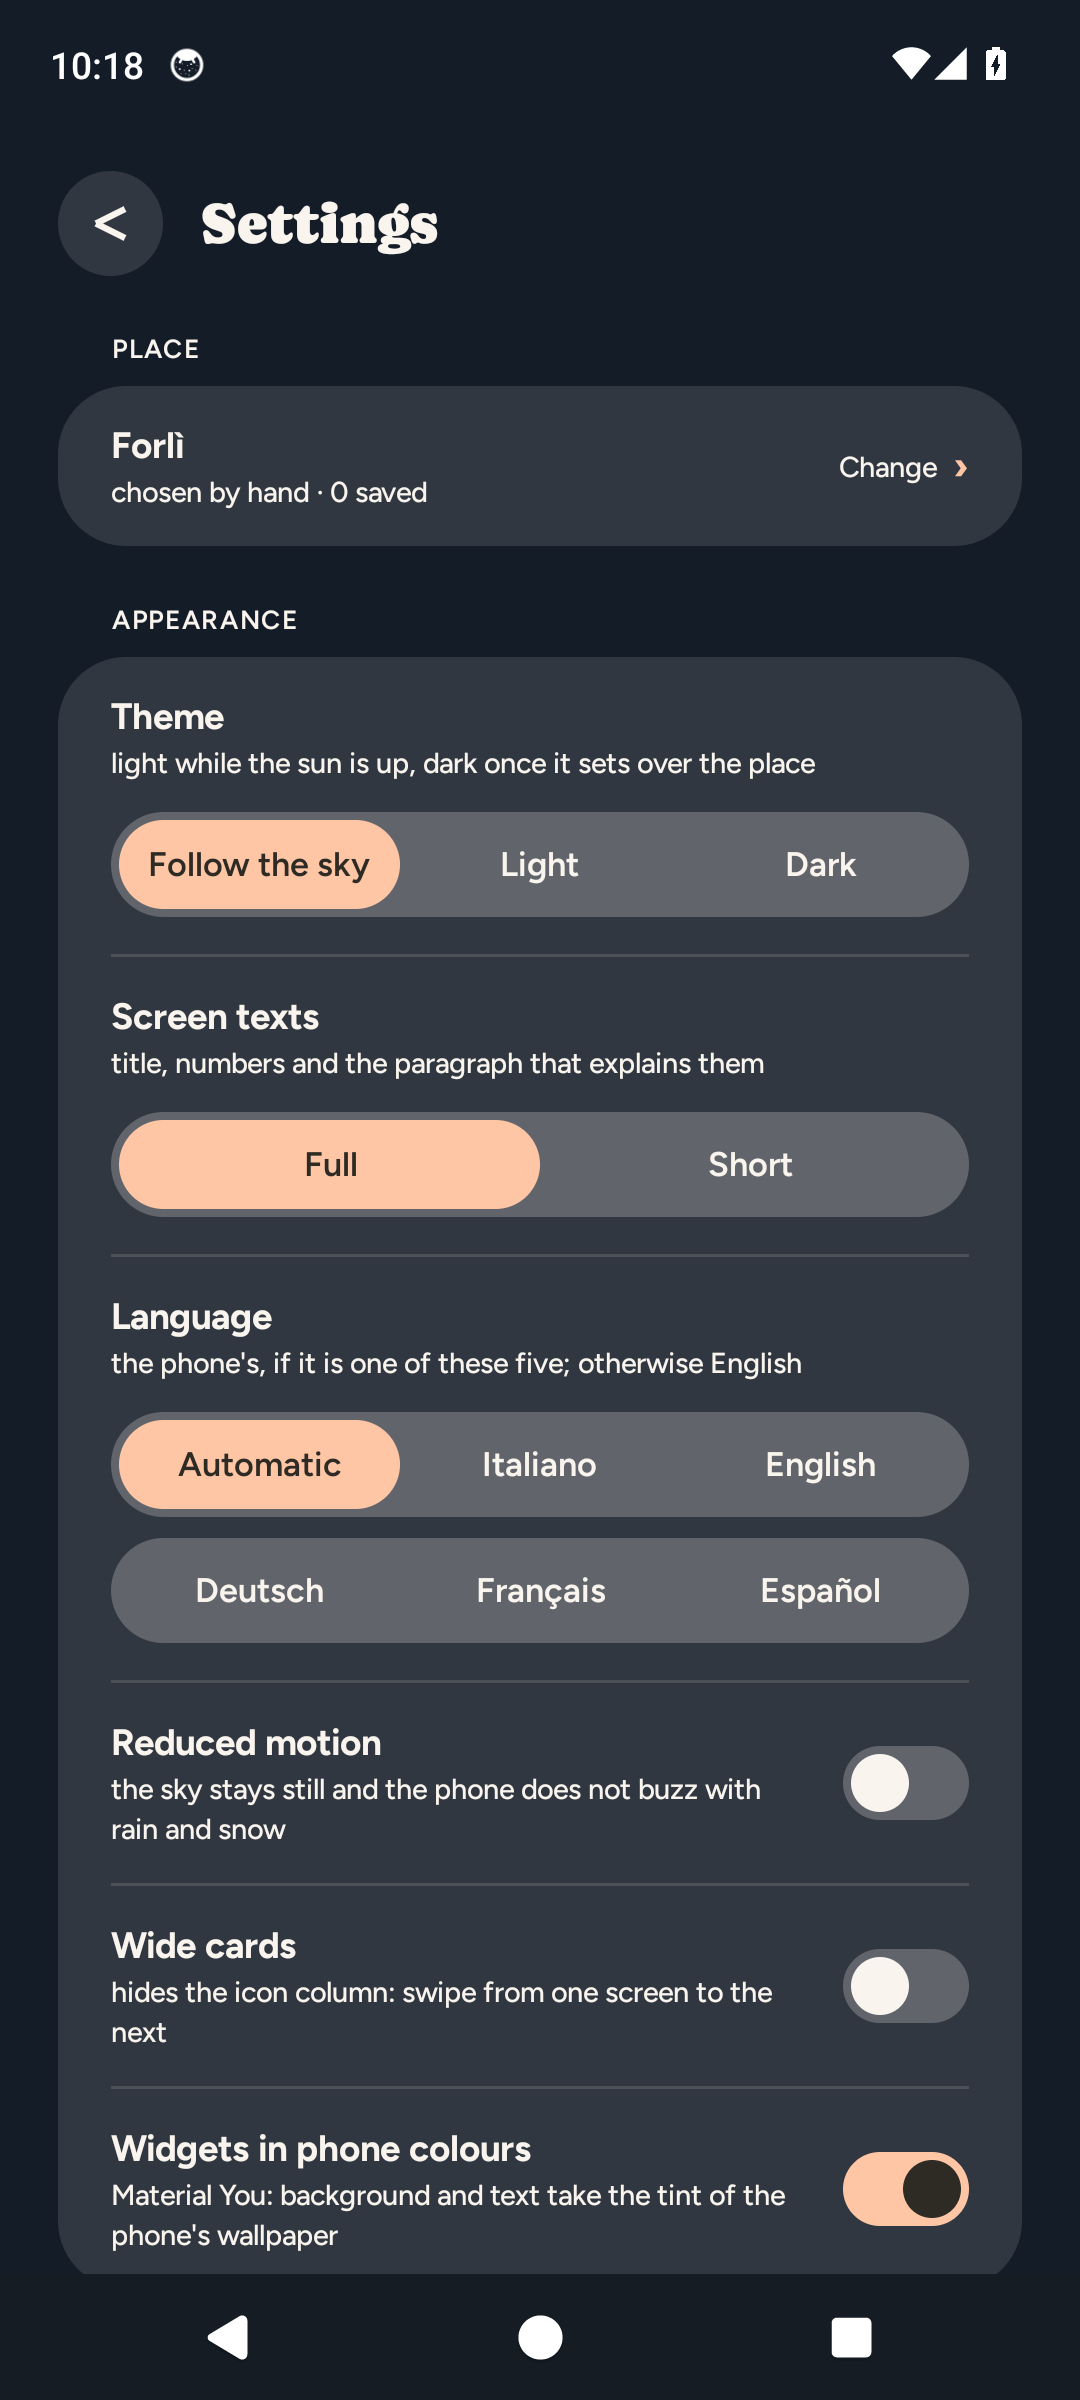 10:18
< Settings
PLACE
Forlì
chosen by hand · 0 saved
Change ›
APPEARANCE
Theme
light while the sun is up, dark once it sets over the place
Follow the sky Light Dark
Screen texts
title, numbers and the paragraph that explains them
Full Short
Language
the phone's, if it is one of these five; otherwise English
Automatic Italiano English
Deutsch Français Español
Reduced motion
the sky stays still and the phone does not buzz with
rain and snow
Wide cards
hides the icon column: swipe from one screen to the
next
Widgets in phone colours
Material You: background and text take the tint of the
phone's wallpaper